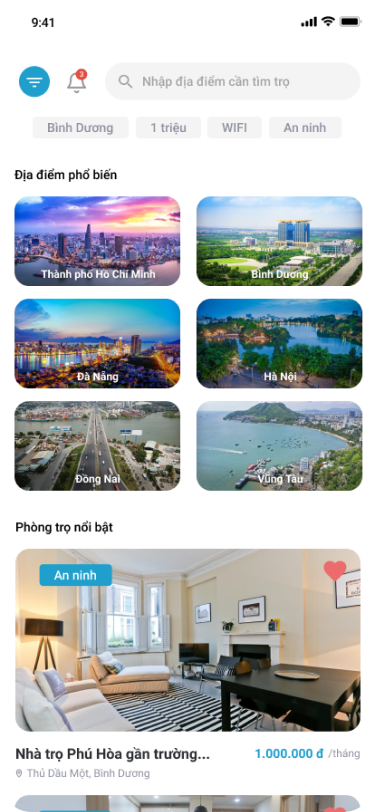 9:41
3
Nhập địa điểm cần tìm trọ
Bình Dương
1 triệu
WIFI
An ninh
Địa điểm phổ biến
Thành phố Hồ Chí Minh
Bình Dương
Đà Nẵng
Hà Nội
Đồng Nai
Vũng Tàu
Phòng trọ nổi bật
An ninh
Nhà trọ Phú Hòa gần trường...
1.000.000 đ /tháng
Thủ Dầu Một, Bình Dương